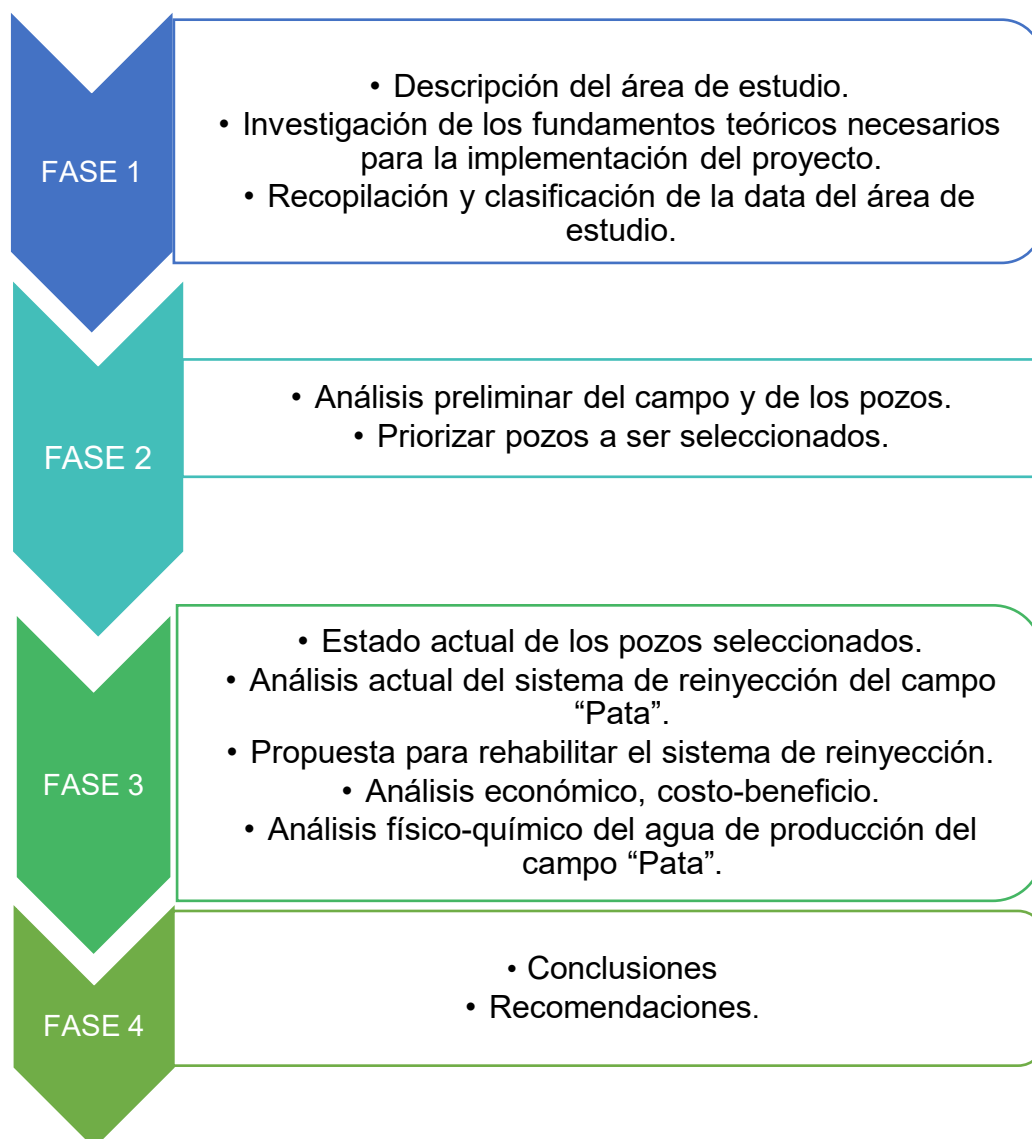 FASE 1
• Descripción del área de estudio.
• Investigación de los fundamentos teóricos necesarios
para la implementación del proyecto.
• Recopilación y clasificación de la data del área de
estudio.
FASE 2
• Análisis preliminar del campo y de los pozos.
• Priorizar pozos a ser seleccionados.
FASE 3
• Estado actual de los pozos seleccionados.
• Análisis actual del sistema de reinyección del campo
“Pata”.
• Propuesta para rehabilitar el sistema de reinyección.
• Análisis económico, costo-beneficio.
• Análisis físico-químico del agua de producción del
campo “Pata”.
FASE 4
• Conclusiones
• Recomendaciones.